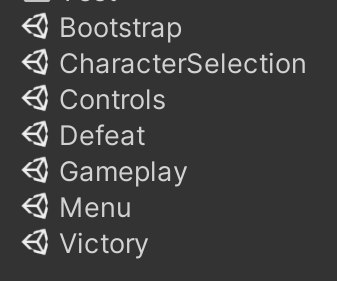 Bootstrap
CharacterSelection
Controls
Defeat
Gameplay
Menu
Victory